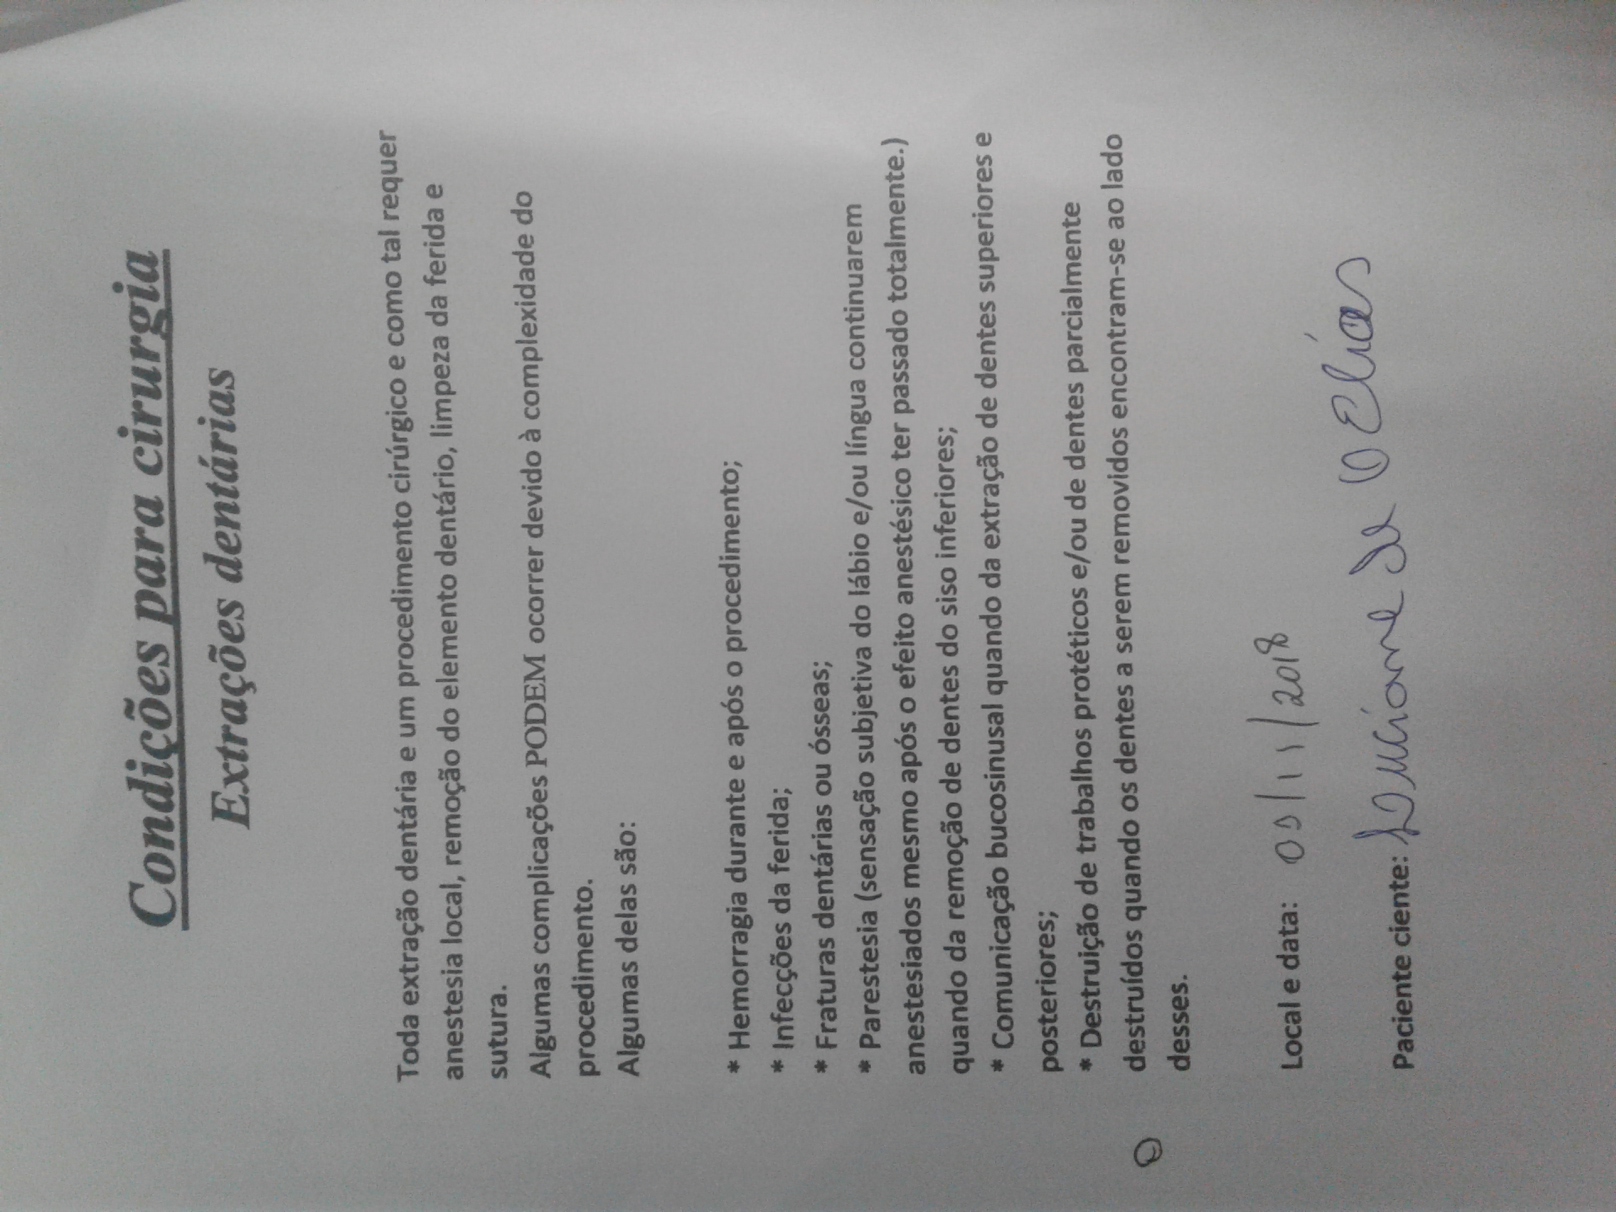 Condições para cirurgia
Extrações dentárias
Toda extração dentária e um procedimento cirúrgico e como tal requer
anestesia local, remoção do elemento dentário, limpeza da ferida e
sutura.
Algumas complicações PODEM ocorrer devido à complexidade do
procedimento.
Algumas delas são:
* Hemorragia durante e após o procedimento;
* Infecções da ferida;
* Fraturas dentárias ou ósseas;
* Parestesia (sensação subjetiva do lábio e/ou língua continuarem
anestesiados mesmo após o efeito anestésico ter passado totalmente.)
quando da remoção de dentes do siso inferiores;
* Comunicação bucosinusal quando da extração de dentes superiores e
posteriores;
* Destruição de trabalhos protéticos e/ou de dentes parcialmente
destruídos quando os dentes a serem removidos encontram-se ao lado
desses.
Local e data: 09/11/2018
Paciente ciente: Luciane de O Elias